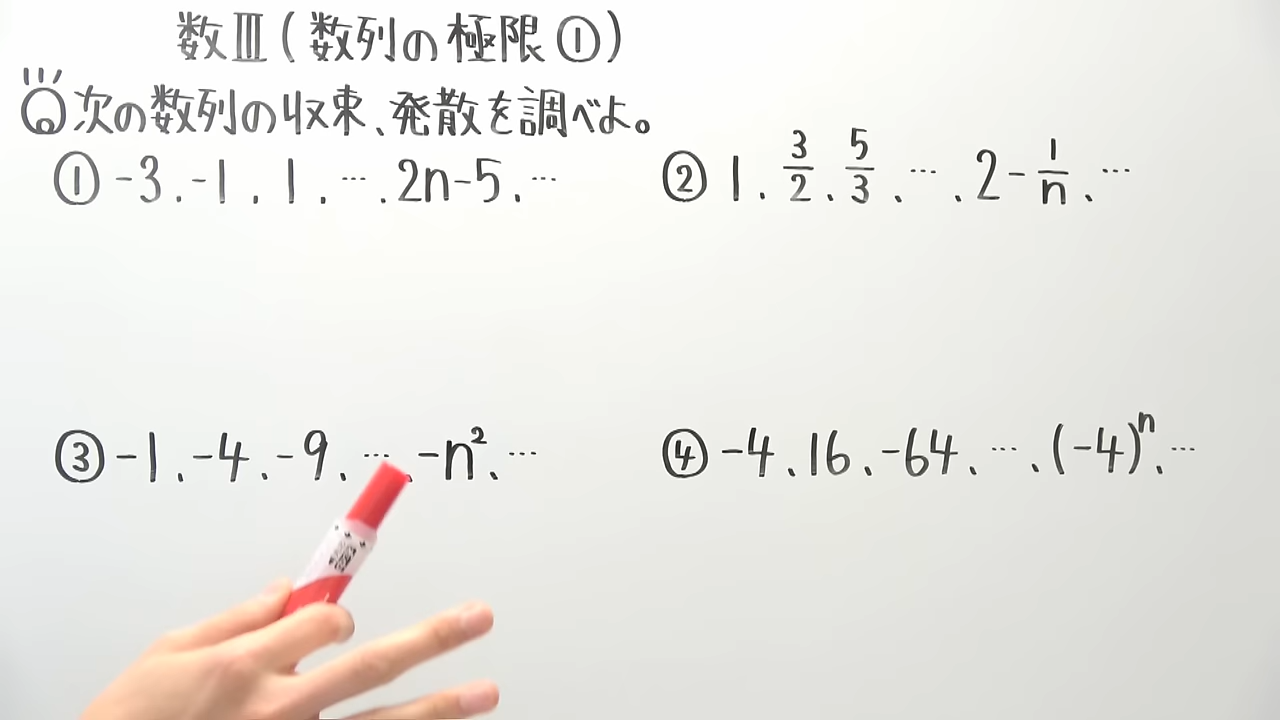 数Ⅲ(数列の極限①)
Q次の数列の収束、発散を調べよ。
① -3, -1, 1, …, 2n-5, …
② 1, 3/2, 5/3, …, 2-1/n, …
③ -1, -4, -9, …, -n², …
④ -4, 16, -64, …, (-4)ⁿ, …